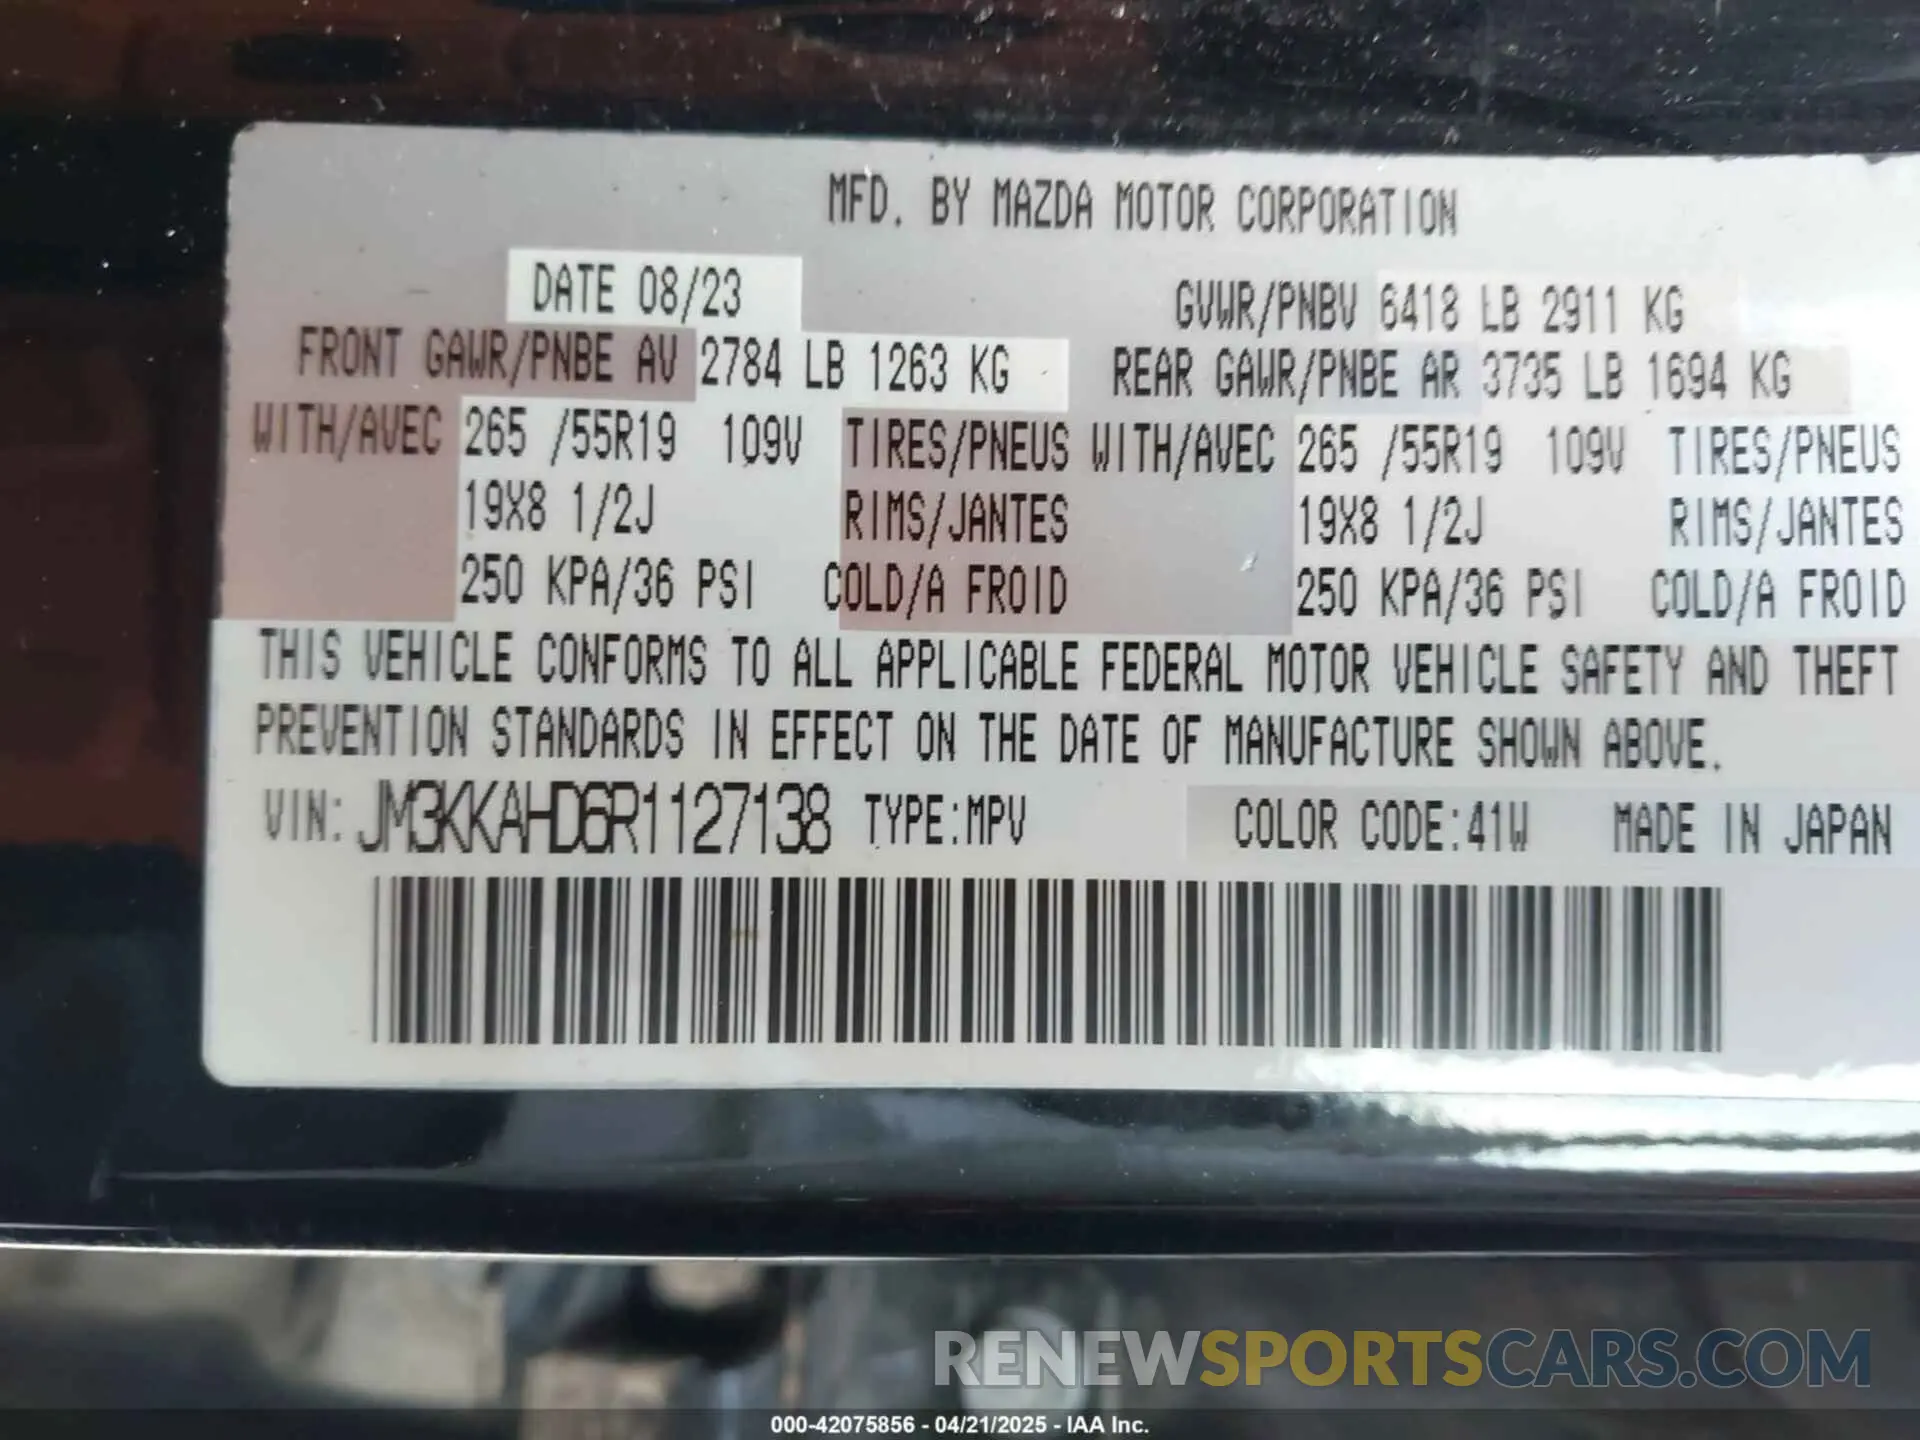 MFD. BY MAZDA MOTOR CORPORATION
DATE 08/23 GVWR/PNBV 6418 LB 2911 KG
FRONT GAWR/PNBE AV 2784 LB 1263 KG REAR GAWR/PNBE AR 3735 LB 1694 KG
WITH/AVEC 265 /55R19 109V TIRES/PNEUS WITH/AVEC 265 /55R19 109V TIRES/PNEUS
19X8 1/2J RIMS/JANTES 19X8 1/2J RIMS/JANTES
250 KPA/36 PSI COLD/A FROID 250 KPA/36 PSI COLD/A FROID
THIS VEHICLE CONFORMS TO ALL APPLICABLE FEDERAL MOTOR VEHICLE SAFETY AND THEFT
PREVENTION STANDARDS IN EFFECT ON THE DATE OF MANUFACTURE SHOWN ABOVE.
VIN: JM3KKAHD6R1127138 TYPE:MPV COLOR CODE:41W MADE IN JAPAN
RENEWSPORTSCARS.COM
000-42075856 - 04/21/2025 - IAA Inc.